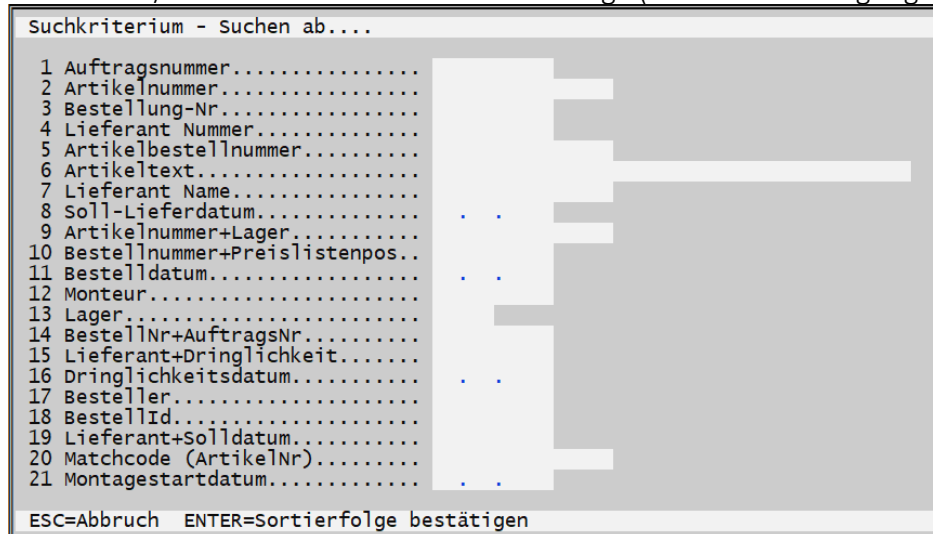 Suchkriterium - Suchen ab....
1 Auftragsnummer................
2 Artikelnummer.................
3 Bestellung-Nr.................
4 Lieferant Nummer..............
5 Artikelbestellnummer..........
6 Artikeltext...................
7 Lieferant Name................
8 Soll-Lieferdatum.............. . .
9 Artikelnummer+Lager...........
10 Bestellnummer+Preislistenpos..
11 Bestelldatum.................. . .
12 Monteur.......................
13 Lager.........................
14 BestellNr+AuftragsNr..........
15 Lieferant+Dringlichkeit.......
16 Dringlichkeitsdatum........... . .
17 Besteller.....................
18 BestellId.....................
19 Lieferant+Solldatum...........
20 Matchcode (ArtikelNr).........
21 Montagestartdatum............. . .
ESC=Abbruch ENTER=Sortierfolge bestätigen